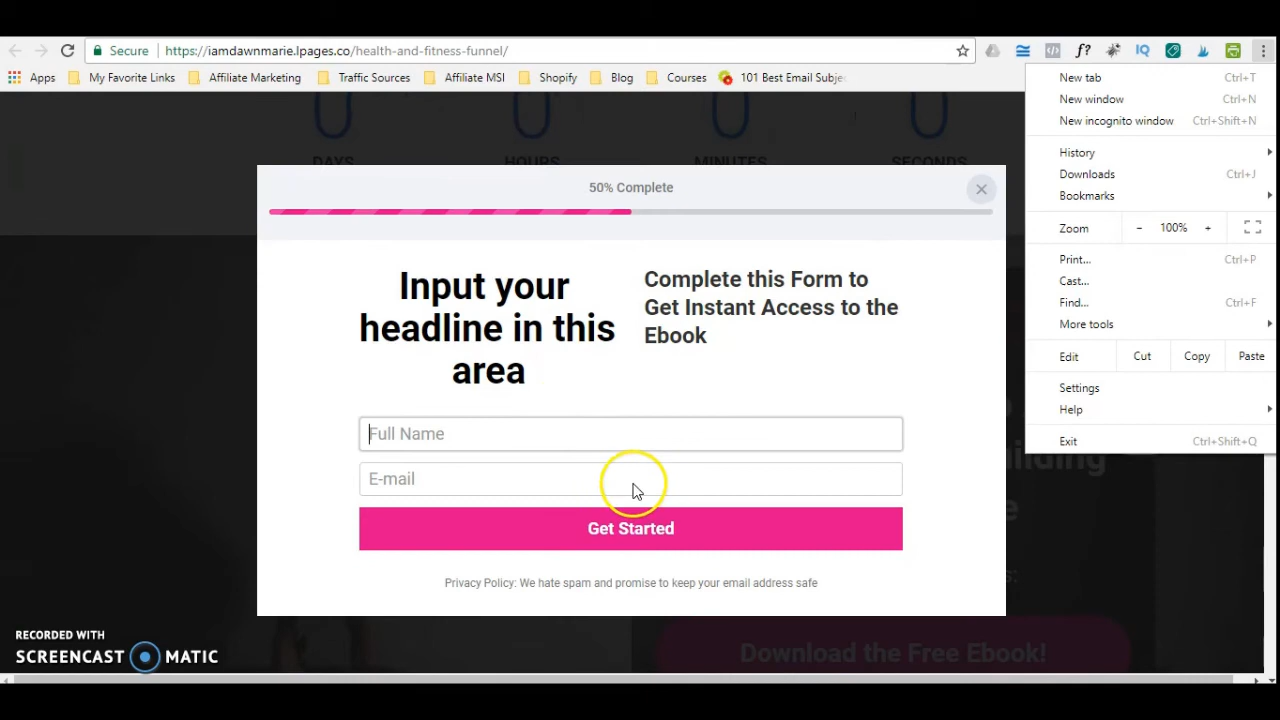 Secure https://iamdawnmarie.lpages.co/health-and-fitness-funnel/
f?
IQ
Apps My Favorite Links Affiliate Marketing Traffic Sources Affiliate MSI Shopify Blog Courses 101 Best Email Subje
New tab Ctrl+T
New window Ctrl+N
New incognito window Ctrl+Shift+N
History
Downloads Ctrl+J
Bookmarks
Zoom - 100% +
Print... Ctrl+P
Cast...
Find... Ctrl+F
More tools
Edit Cut Copy Paste
Settings
Help
Exit Ctrl+Shift+Q
0 0 0 0
DAYS HOURS MINUTES SECONDS
50% Complete
Input your
headline in this
area
Complete this Form to
Get Instant Access to the
Ebook
Full Name
E-mail
Get Started
Privacy Policy: We hate spam and promise to keep your email address safe
Download the Free Ebook!
RECORDED WITH
SCREENCAST MATIC